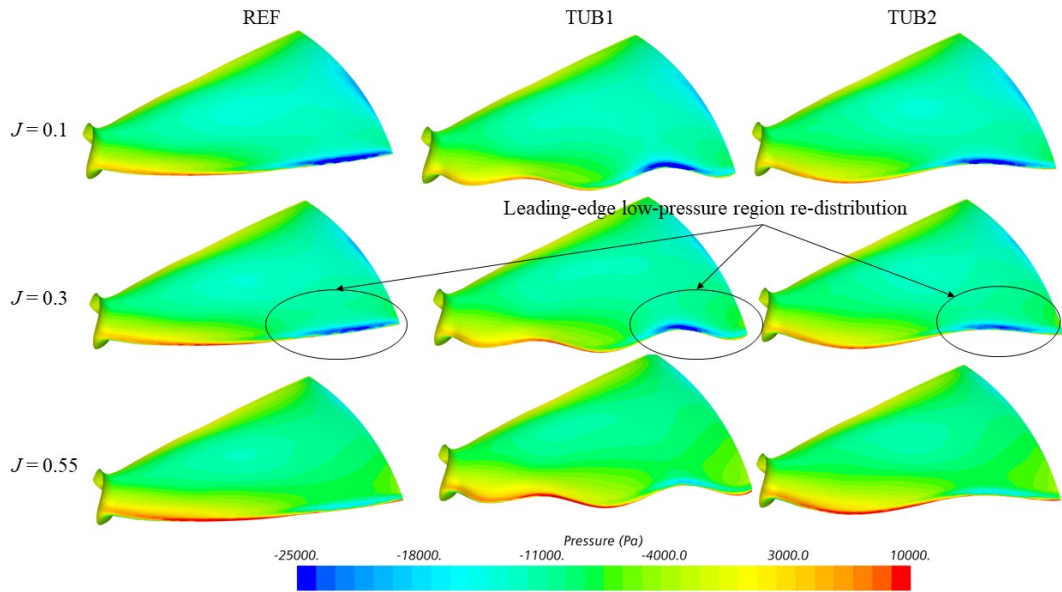 REF TUB1 TUB2
J = 0.1
Leading-edge low-pressure region re-distribution
J = 0.3
J = 0.55
Pressure (Pa)
-25000. -18000. -11000. -4000.0 3000.0 10000.